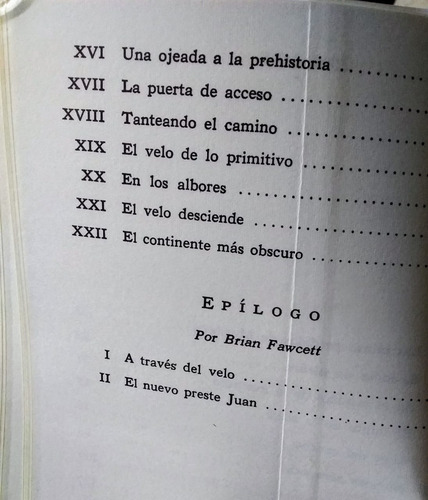 XVI Una ojeada a la prehistoria ..........
XVII La puerta de acceso ..............
XVIII Tanteando el camino ..............
XIX El velo de lo primitivo ............
XX En los albores ....................
XXI El velo desciende .................
XXII El continente más obscuro ..........
EPÍLOGO
Por Brian Fawcett
I A través del velo ....................
II El nuevo preste Juan ................